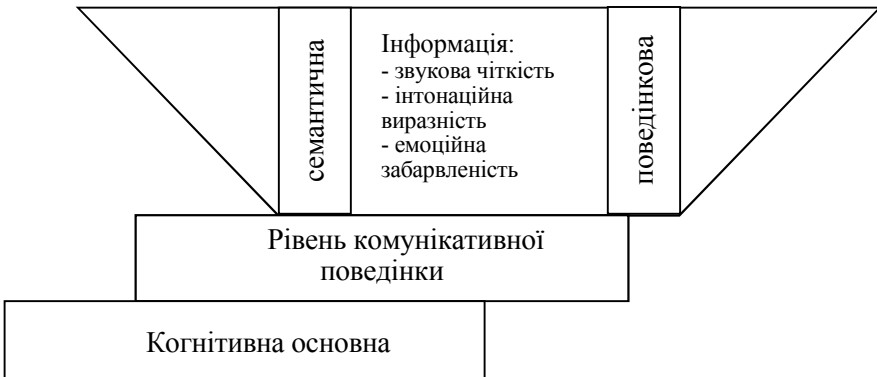 семантична
Інформація:
- звукова чіткість
- інтонаційна
виразність
- емоційна
забарвленість
поведінкова
Рівень комунікативної
поведінки
Когнітивна основна